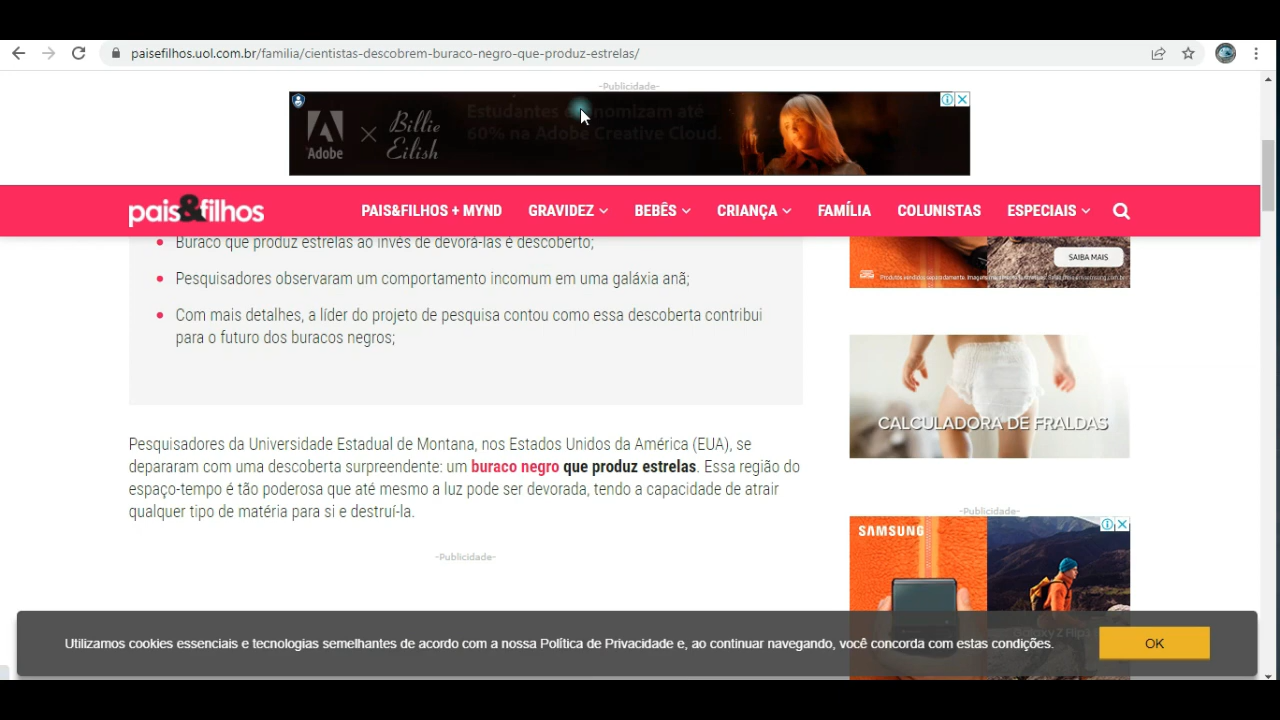 paisefilhos.uol.com.br/familia/cientistas-descobrem-buraco-negro-que-produz-estrelas/
-Publicidade-
Adobe × Billie Eilish
Estudantes economizam até
60% na Adobe Creative Cloud.
pais&filhos
PAIS&FILHOS + MYND GRAVIDEZ BEBÊS CRIANÇA FAMÍLIA COLUNISTAS ESPECIAIS
Buraco que produz estrelas ao invés de devorá-las é descoberto;
Pesquisadores observaram um comportamento incomum em uma galáxia anã;
Com mais detalhes, a líder do projeto de pesquisa contou como essa descoberta contribui
para o futuro dos buracos negros;
SAIBA MAIS
Produtos vendidos separadamente.
CALCULADORA DE FRALDAS
Pesquisadores da Universidade Estadual de Montana, nos Estados Unidos da América (EUA), se
depararam com uma descoberta surpreendente: um buraco negro que produz estrelas. Essa região do
espaço-tempo é tão poderosa que até mesmo a luz pode ser devorada, tendo a capacidade de atrair
qualquer tipo de matéria para si e destruí-la.
-Publicidade-
-Publicidade-
SAMSUNG
Galaxy Z Flip3
Utilizamos cookies essenciais e tecnologias semelhantes de acordo com a nossa Política de Privacidade e, ao continuar navegando, você concorda com estas condições.
OK